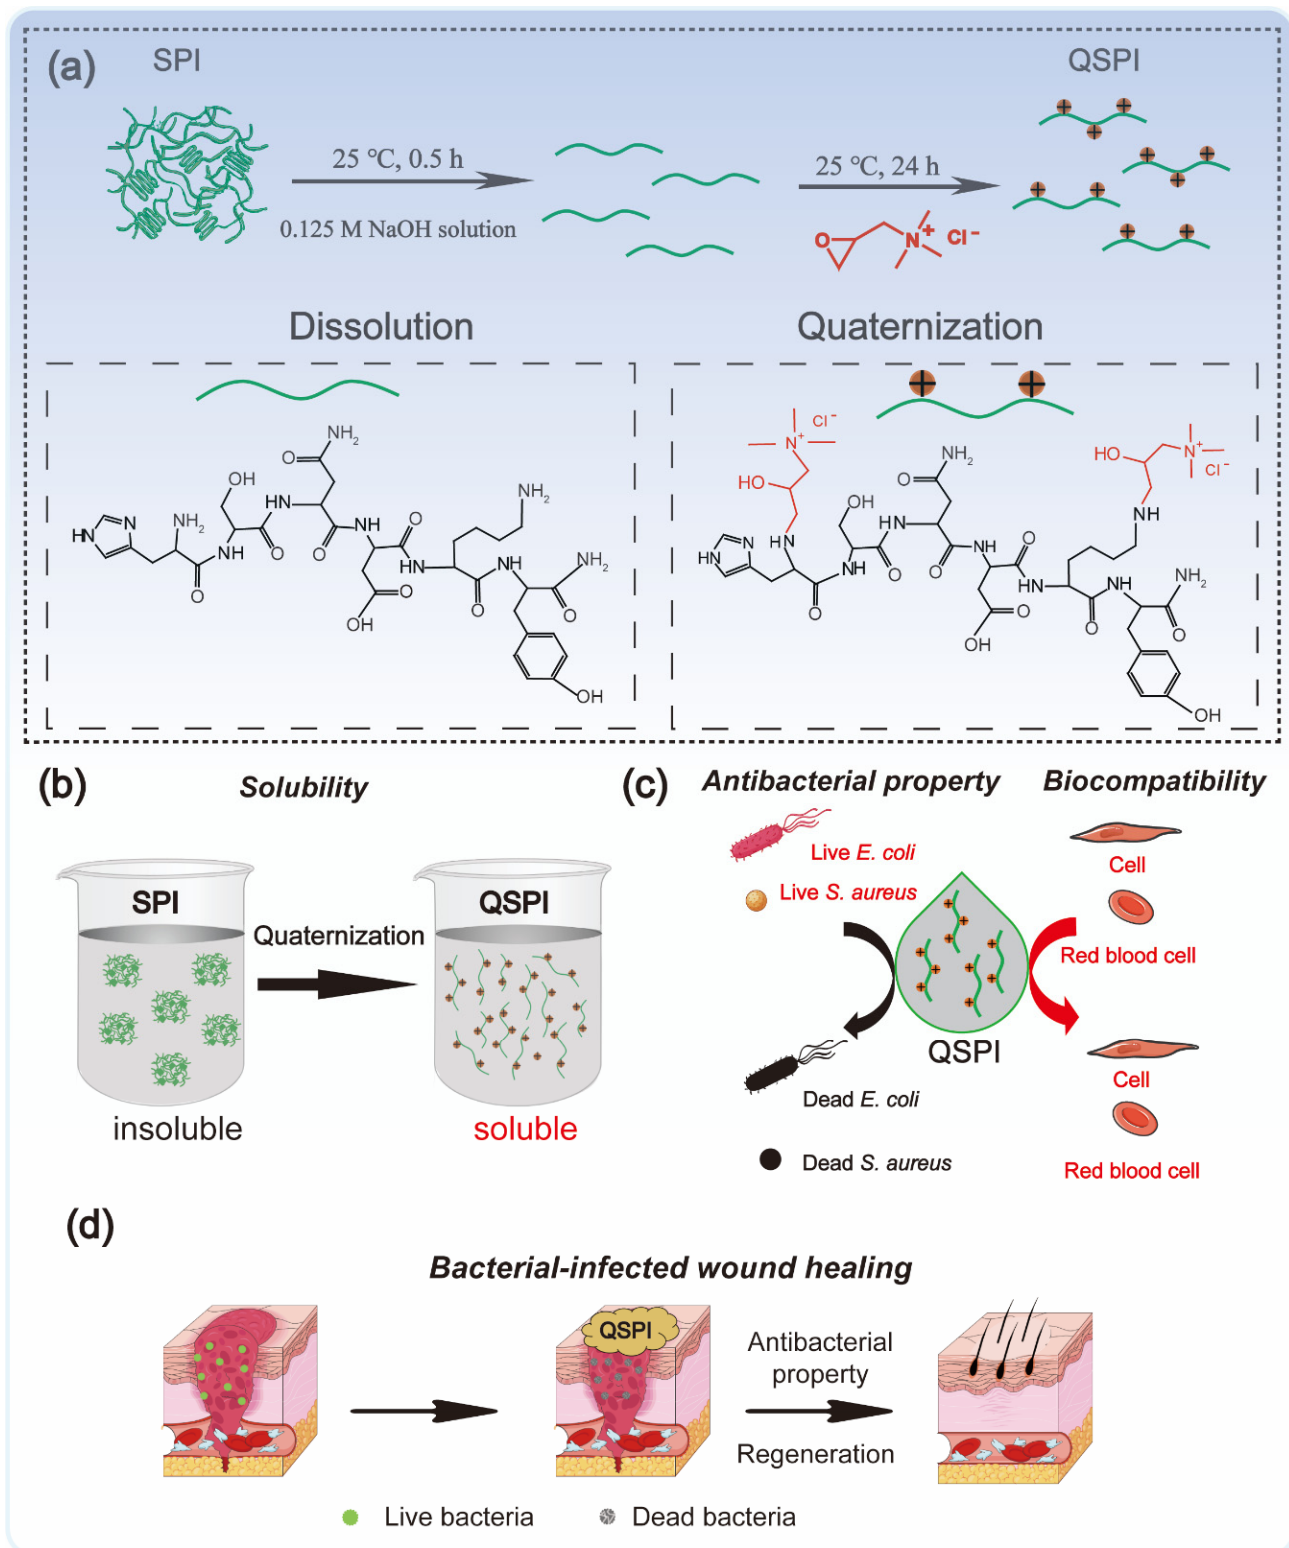 (a)
SPI
QSPI
25 ℃, 0.5 h
0.125 M NaOH solution
25 ℃, 24 h
O
N+ Cl−
Dissolution
Quaternization
NH2
O
OH
HN
NH2
N
HN
NH2
NH
O
O
O
NH
O
HN
NH
NH2
O
O
O
O
OH
OH
Cl−
N+
HO
HO
N+
Cl−
NH2
O
OH
HN
NH
N
HN
H
N
NH
O
O
O
NH
O
HN
NH
NH2
O
O
O
O
OH
OH
(b)
Solubility
SPI
Quaternization
QSPI
insoluble
soluble
(c)
Antibacterial property
Biocompatibility
Live E. coli
Live S. aureus
Cell
Red blood cell
QSPI
Dead E. coli
Dead S. aureus
Cell
Red blood cell
(d)
Bacterial-infected wound healing
QSPI
Antibacterial
property
Regeneration
Live bacteria
Dead bacteria